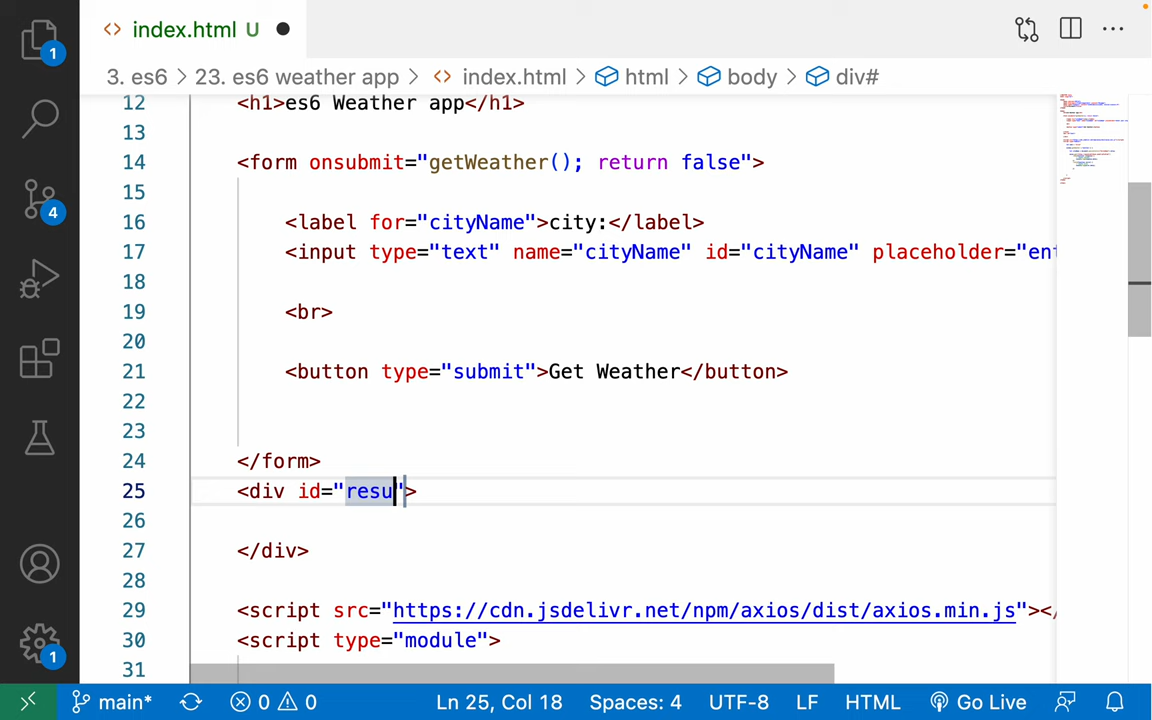 index.html U
1
3. es6 > 23. es6 weather app > index.html > html > body > div#
12 <h1>es6 Weather app</h1>
13
14 <form onsubmit="getWeather(); return false">
15
16 <label for="cityName">city:</label>
17 <input type="text" name="cityName" id="cityName" placeholder="ent
18
19 <br>
20
21 <button type="submit">Get Weather</button>
22
23
24 </form>
25 <div id="resu">
26
27 </div>
28
29 <script src="https://cdn.jsdelivr.net/npm/axios/dist/axios.min.js"></
30 <script type="module">
31
4
1
main* 0 0 Ln 25, Col 18 Spaces: 4 UTF-8 LF HTML Go Live